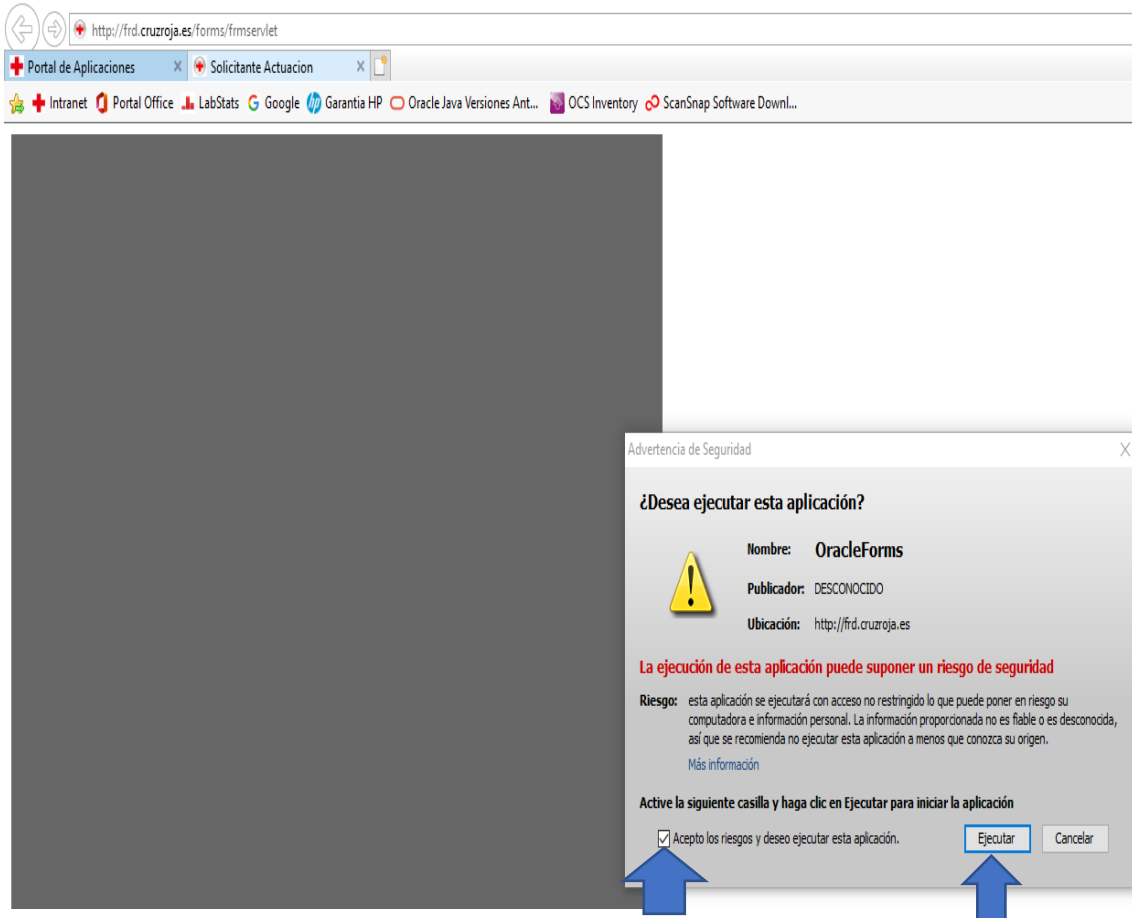 http://frd.cruzroja.es/forms/frmservlet
Portal de Aplicaciones X Solicitante Actuacion X
Intranet Portal Office LabStats Google Garantia HP Oracle Java Versiones Ant... OCS Inventory ScanSnap Software Downl...
Advertencia de Seguridad X
¿Desea ejecutar esta aplicación?
Nombre: OracleForms
Publicador: DESCONOCIDO
Ubicación: http://frd.cruzroja.es
La ejecución de esta aplicación puede suponer un riesgo de seguridad
Riesgo: esta aplicación se ejecutará con acceso no restringido lo que puede poner en riesgo su
computadora e información personal. La información proporcionada no es fiable o es desconocida,
así que se recomienda no ejecutar esta aplicación a menos que conozca su origen.
Más información
Active la siguiente casilla y haga clic en Ejecutar para iniciar la aplicación
Acepto los riesgos y deseo ejecutar esta aplicación. Ejecutar Cancelar